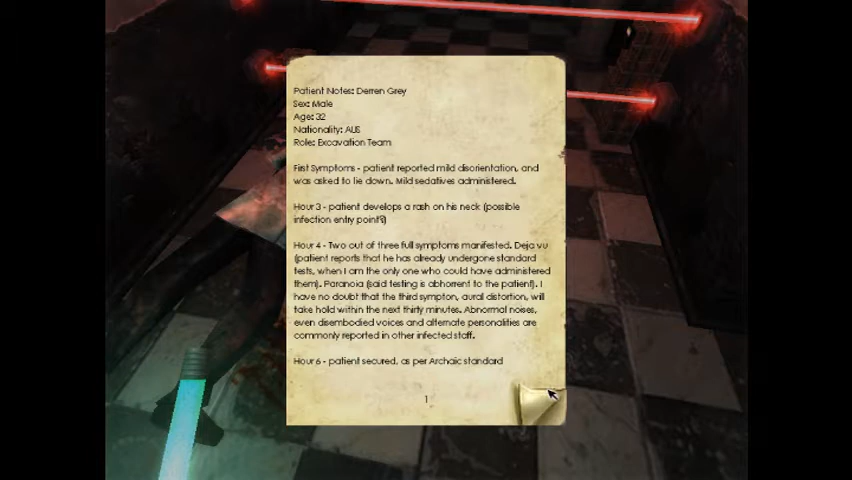 Patient Notes: Derren Grey
Sex: Male
Age: 32
Nationality: AUS
Role: Excavation Team
First Symptoms - patient reported mild disorientation, and
was asked to lie down. Mild sedatives administered.
Hour 3 - patient develops a rash on his neck (possible
infection entry point?)
Hour 4 - Two out of three full symptoms manifested. Deja vu
(patient reports that he has already undergone standard
tests, when I am the only one who could have administered
them). Paranoia (said testing is abhorrent to the patient). I
have no doubt that the third sympton, aural distortion, will
take hold within the next thirty minutes. Abnormal noises,
even disembodied voices and alternate personalities are
commonly reported in other infected staff.
Hour 6 - patient secured, as per Archaic standard
1